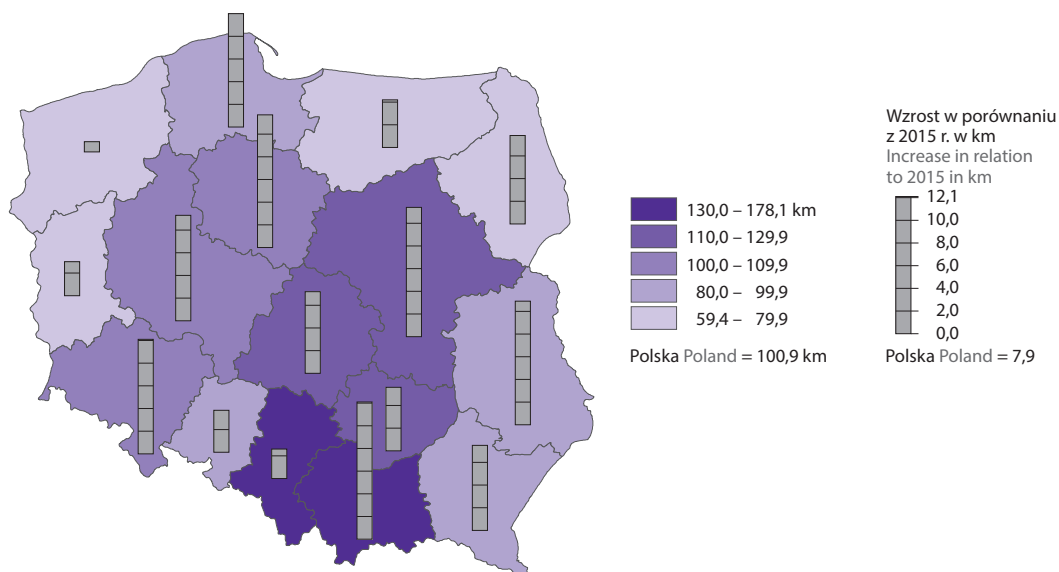 Wzrost w porównaniu
z 2015 r. w km
Increase in relation
to 2015 in km
12,1
10,0
8,0
6,0
4,0
2,0
0,0
Polska Poland = 7,9
130,0 – 178,1 km
110,0 – 129,9
100,0 – 109,9
80,0 – 99,9
59,4 – 79,9
Polska Poland = 100,9 km